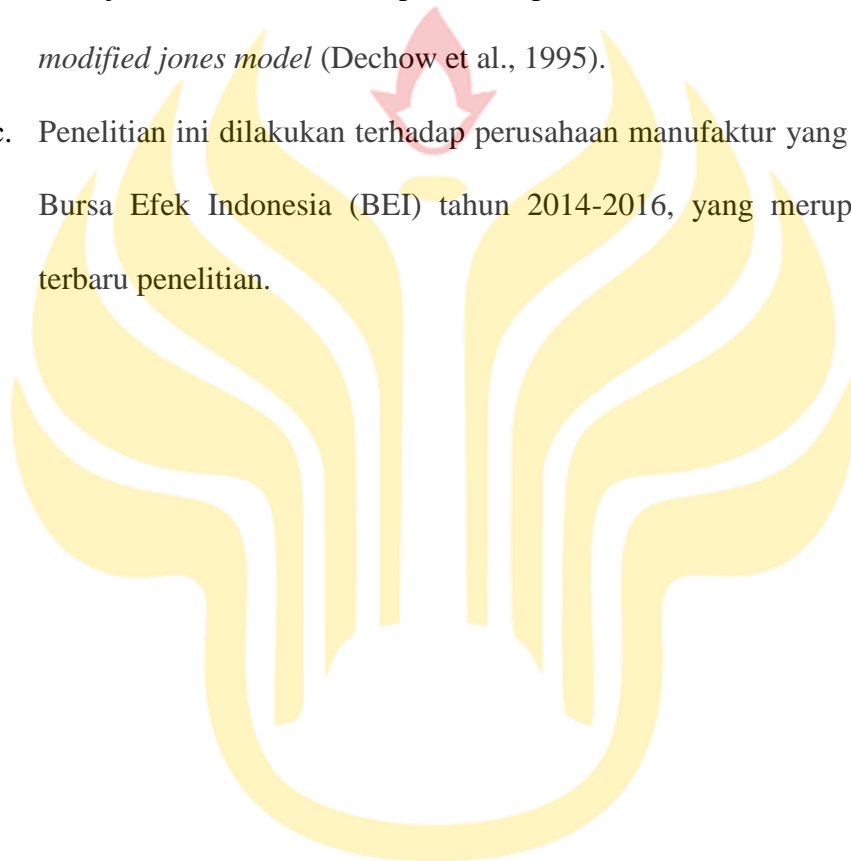 modified jones model (Dechow et al., 1995).
c. Penelitian ini dilakukan terhadap perusahaan manufaktur yang
Bursa Efek Indonesia (BEI) tahun 2014-2016, yang merup
terbaru penelitian.